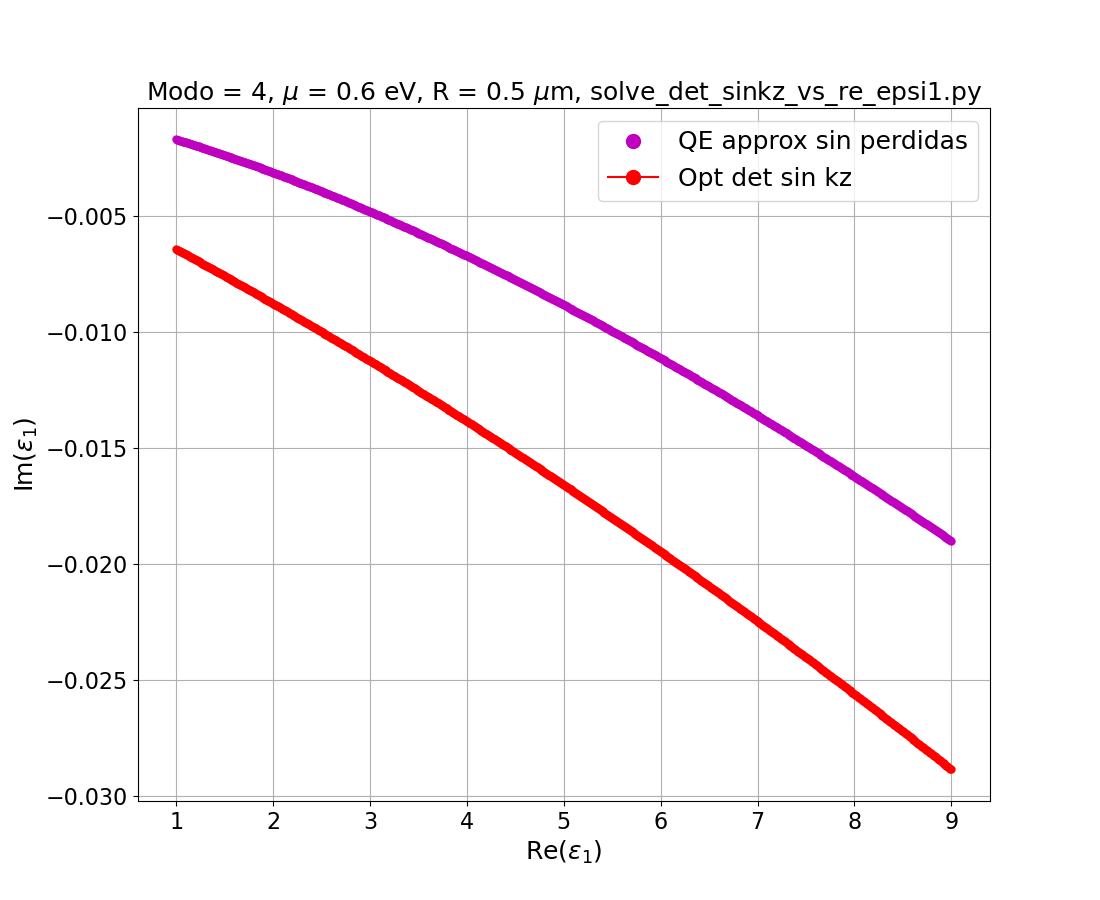 Modo = 4, μ = 0.6 eV, R = 0.5 μm, solve_det_sinkz_vs_re_epsi1.py
QE approx sin perdidas
Opt det sin kz
−0.005
−0.010
−0.015
−0.020
−0.025
−0.030
Im(ε₁)
1 2 3 4 5 6 7 8 9
Re(ε₁)